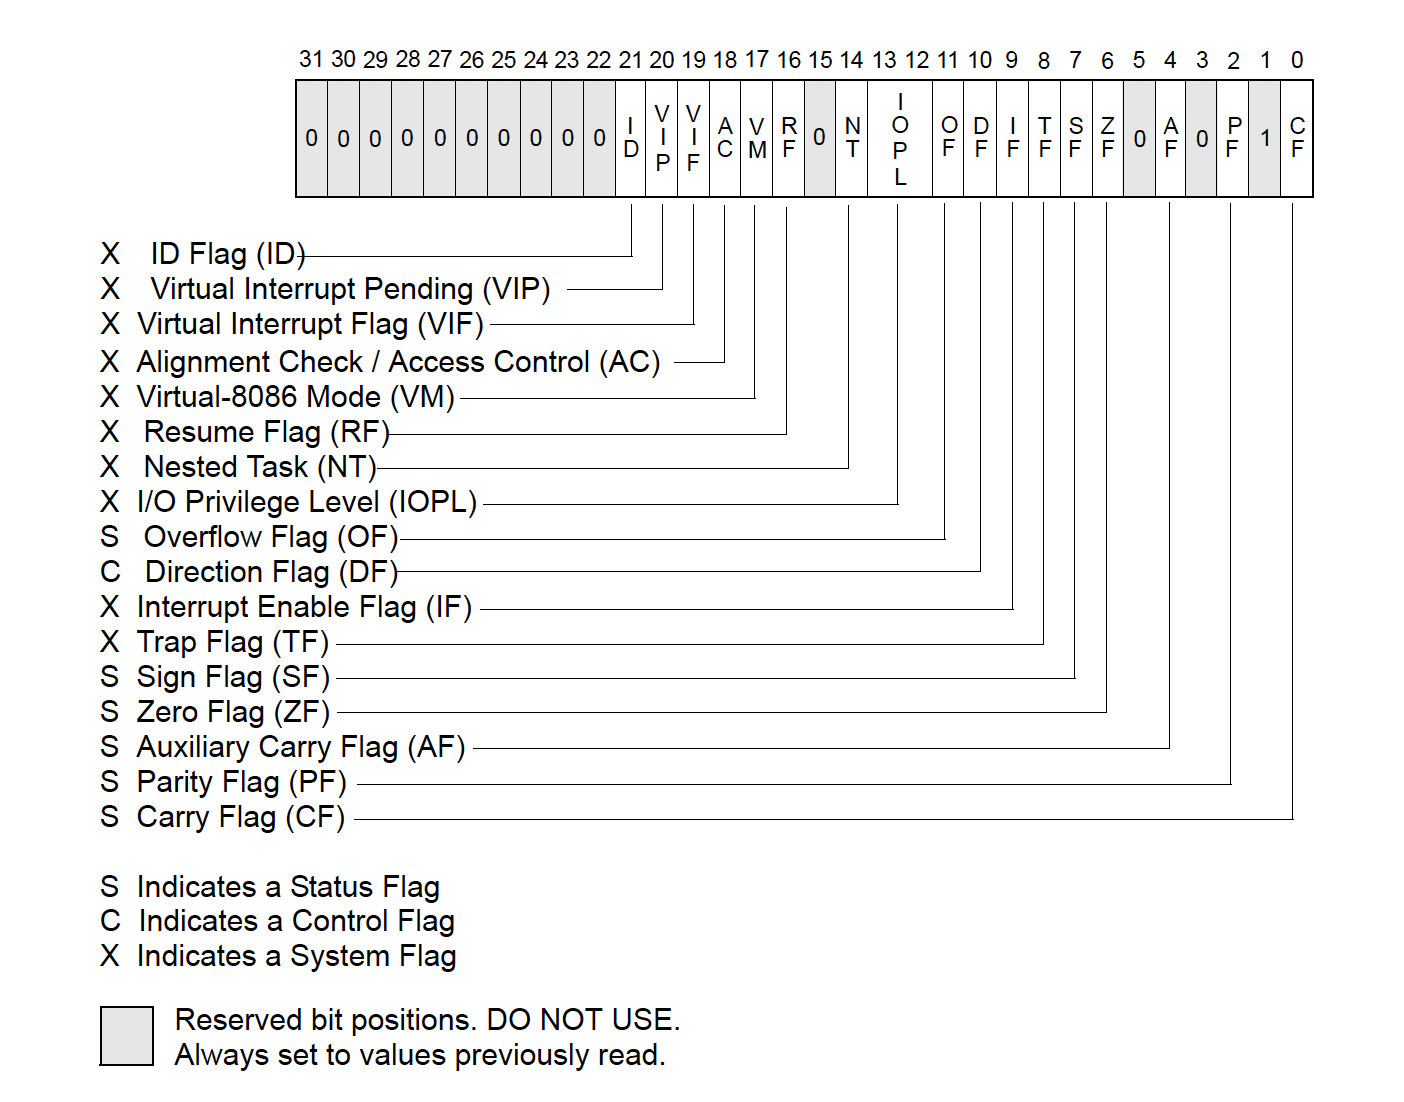 31 30 29 28 27 26 25 24 23 22 21 20 19 18 17 16 15 14 13 12 11 10 9 8 7 6 5 4 3 2 1 0
0 0 0 0 0 0 0 0 0 0 ID VIP VIF AC VM RF 0 NT IOPL OF DF IF TF SF ZF 0 AF 0 PF 1 CF
X ID Flag (ID)
X Virtual Interrupt Pending (VIP)
X Virtual Interrupt Flag (VIF)
X Alignment Check / Access Control (AC)
X Virtual-8086 Mode (VM)
X Resume Flag (RF)
X Nested Task (NT)
X I/O Privilege Level (IOPL)
S Overflow Flag (OF)
C Direction Flag (DF)
X Interrupt Enable Flag (IF)
X Trap Flag (TF)
S Sign Flag (SF)
S Zero Flag (ZF)
S Auxiliary Carry Flag (AF)
S Parity Flag (PF)
S Carry Flag (CF)
S Indicates a Status Flag
C Indicates a Control Flag
X Indicates a System Flag
Reserved bit positions. DO NOT USE.
Always set to values previously read.